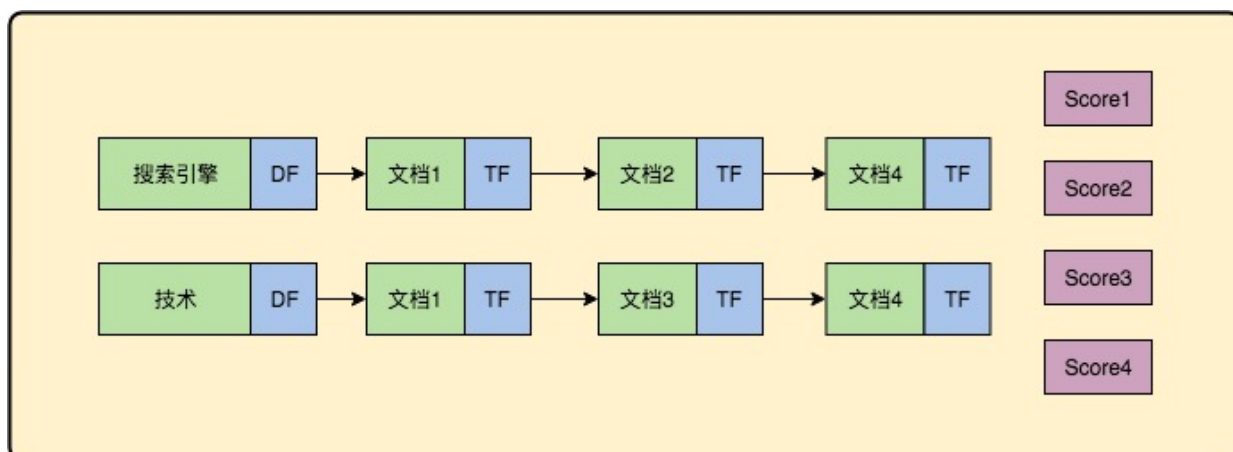 Score1
搜索引擎 DF 文档1 TF 文档2 TF 文档4 TF
Score2
技术 DF 文档1 TF 文档3 TF 文档4 TF
Score3
Score4